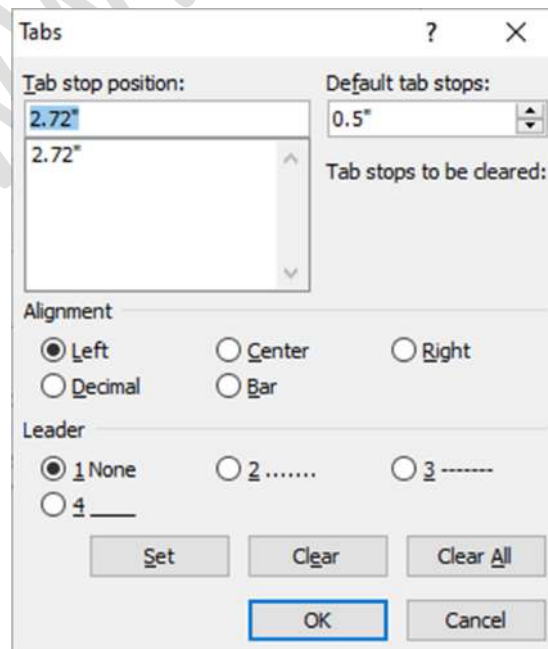 Tabs ? ×
Tab stop position: Default tab stops:
2.72" 0.5"
2.72"
Tab stops to be cleared:
Alignment
Left Center Right
Decimal Bar
Leader
1 None 2 ....... 3 -------
4 ____
Set Clear Clear All
OK Cancel